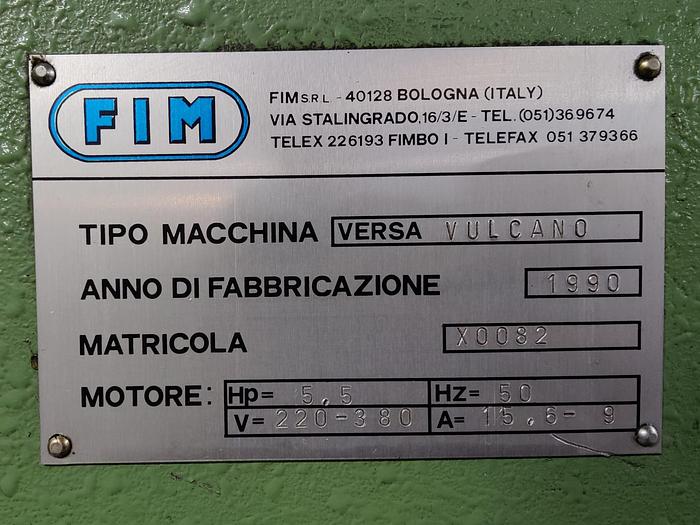 FIM
FIM S.R.L. - 40128 BOLOGNA (ITALY)
VIA STALINGRADO, 16/3/E - TEL. (051) 369674
TELEX 226193 FIMBO I - TELEFAX 051 379366
TIPO MACCHINA VERSA VULCANO
ANNO DI FABBRICAZIONE 1990
MATRICOLA X0082
MOTORE: Hp= 5,5 Hz= 50
V= 220-380 A= 15,6- 9